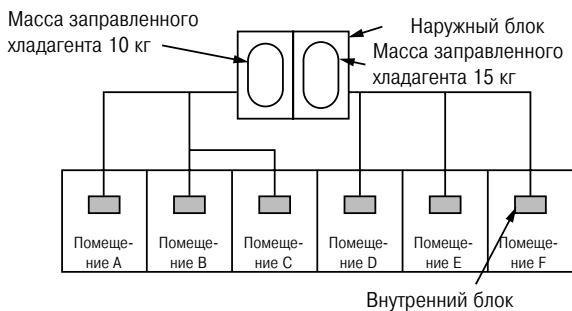 Масса заправленного
хладагента 10 кг
Наружный блок
Масса заправленного
хладагента 15 кг
Помеще-
ние A
Помеще-
ние B
Помеще-
ние C
Помеще-
ние D
Помеще-
ние E
Помеще-
ние F
Внутренний блок